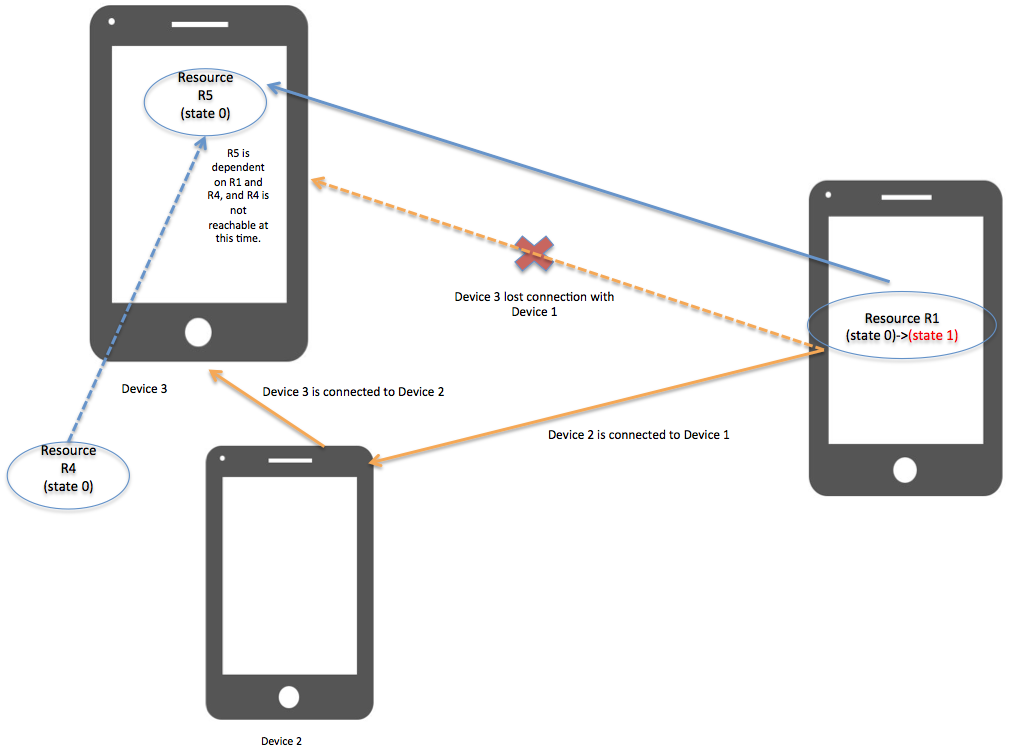 Resource
R5
(state 0)
R5 is
dependent
on R1 and
R4, and R4 is
not
reachable at
this time.
Device 3 lost connection with
Device 1
Resource R1
(state 0)->(state 1)
Device 3
Device 3 is connected to Device 2
Device 2 is connected to Device 1
Resource
R4
(state 0)
Device 2